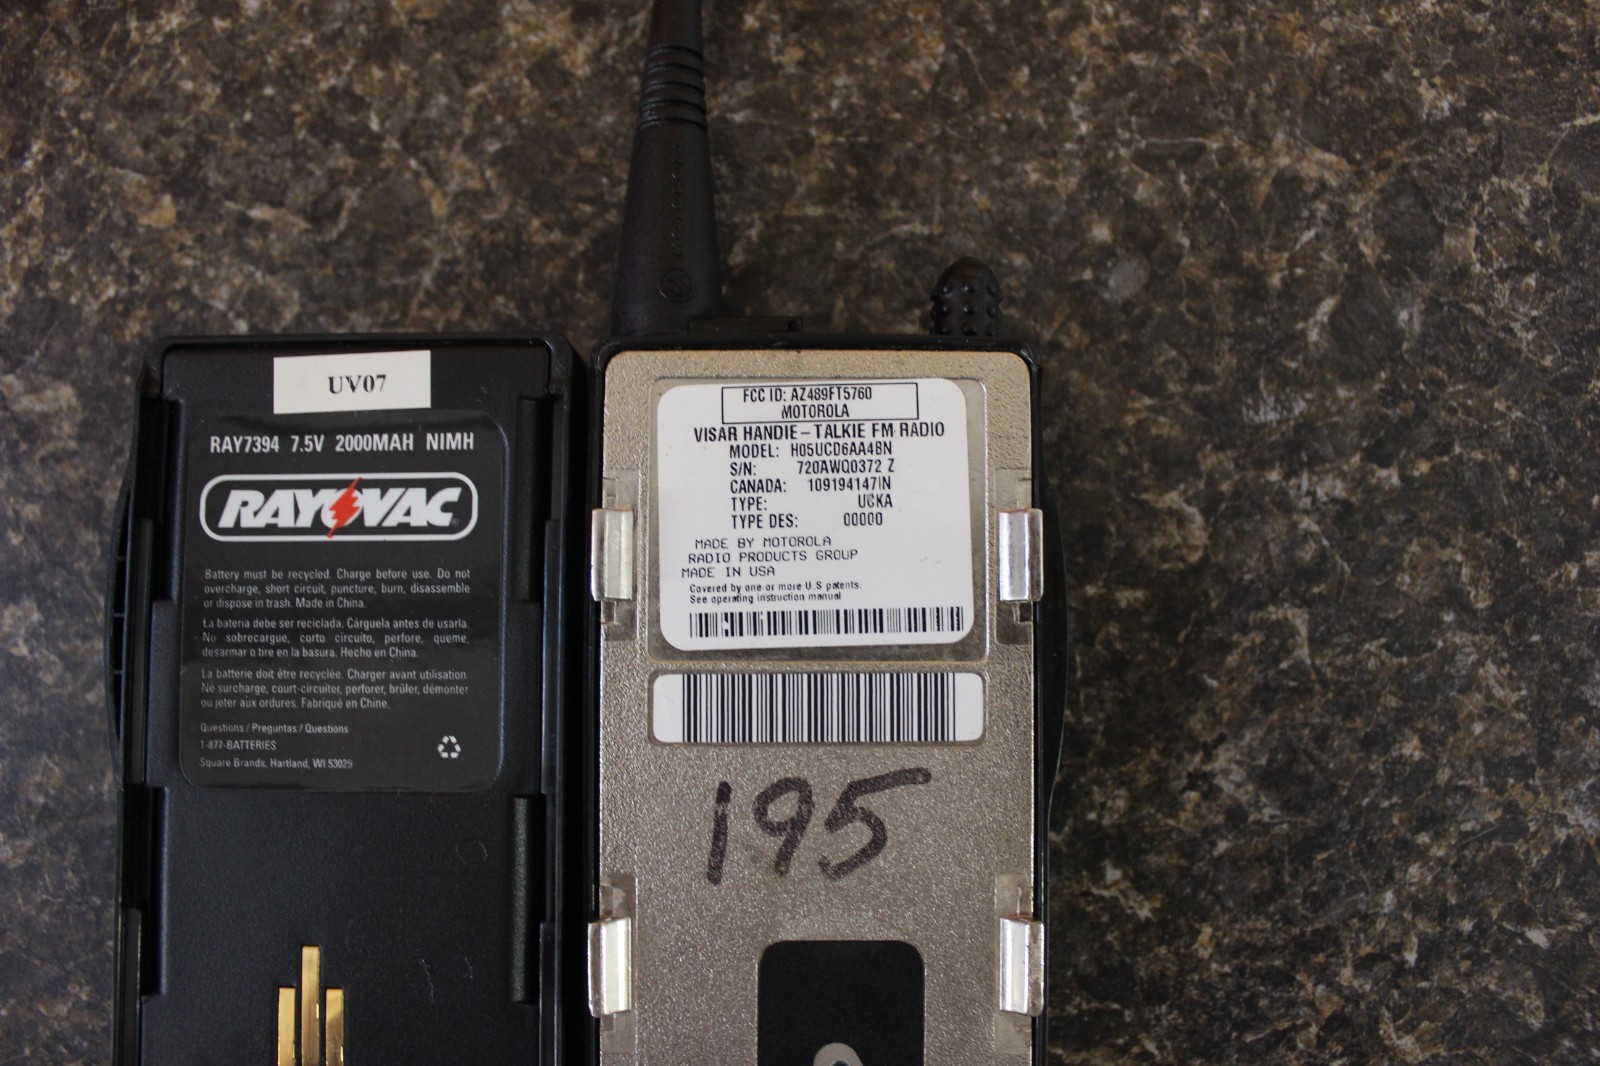 UV07
RAY7394 7.5V 2000MAH NIMH
RAYOVAC
Battery must be recycled. Charge before use. Do not
overcharge, short circuit, puncture, burn, disassemble
or dispose in trash. Made in China.
La bateria debe ser reciclada. Cárguela antes de usarla.
No sobrecargue, corto circuito, perfore, queme,
desarmar o tire en la basura. Hecho en China.
La batterie doit être recyclée. Charger avant utilisation.
Ne surcharge, court-circuiter, perforer, brûler, démonter
ou jeter aux ordures. Fabriqué en Chine.
Questions / Preguntas / Questions
1-877-BATTERIES
Square Brands, Hartland, WI 53029
FCC ID: AZ489FT5760
MOTOROLA
VISAR HANDIE-TALKIE FM RADIO
MODEL: H05UCD6AA4BN
S/N: 720AWQ0372 Z
CANADA: 109194147IN
TYPE: UCKA
TYPE DES: 00000
MADE BY MOTOROLA
RADIO PRODUCTS GROUP
MADE IN USA
Covered by one or more U.S patents.
See operating instruction manual
195